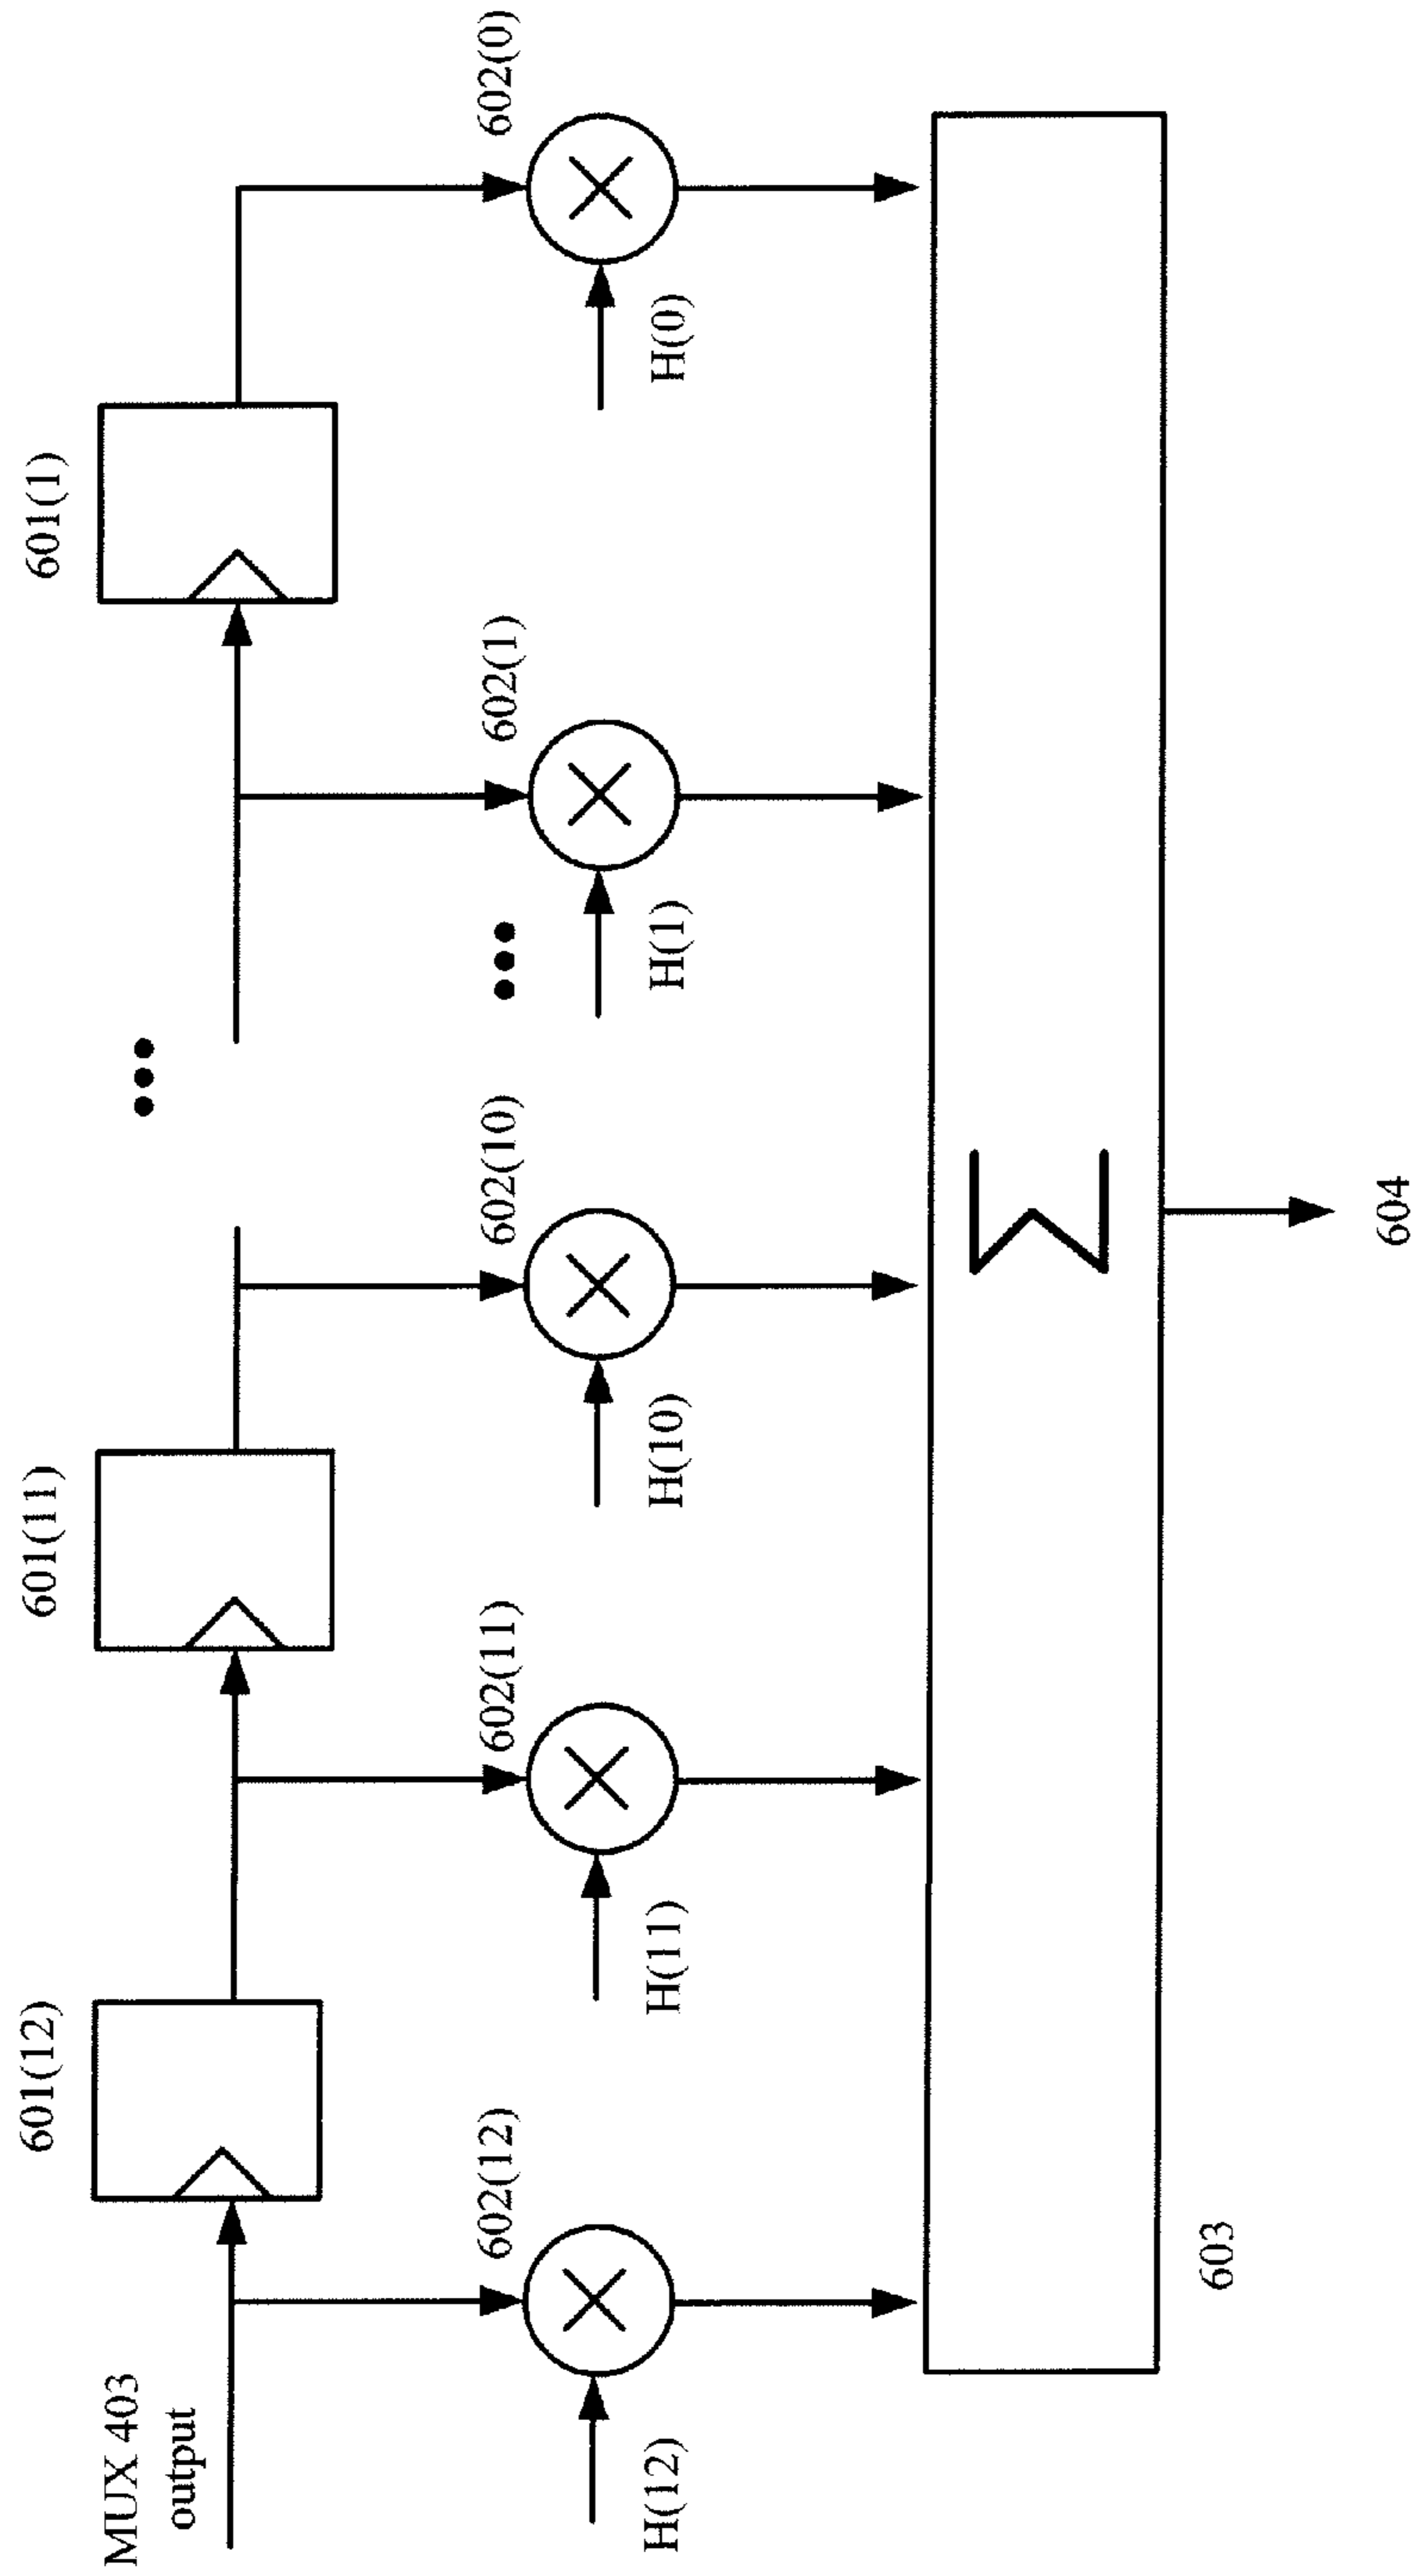 601(12)
601(11)
601(1)
MUX 403
output
602(12)
602(11)
602(10)
602(1)
602(0)
H(12)
H(11)
H(10)
H(1)
H(0)
Σ
603
604